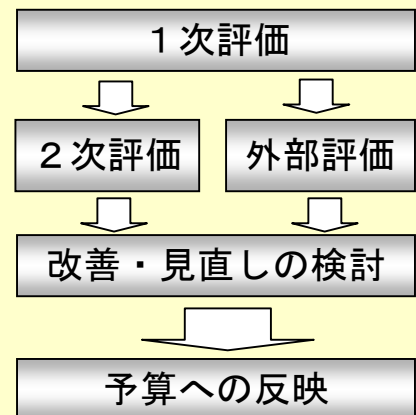 １次評価
２次評価
外部評価
改善・見直しの検討
予算への反映